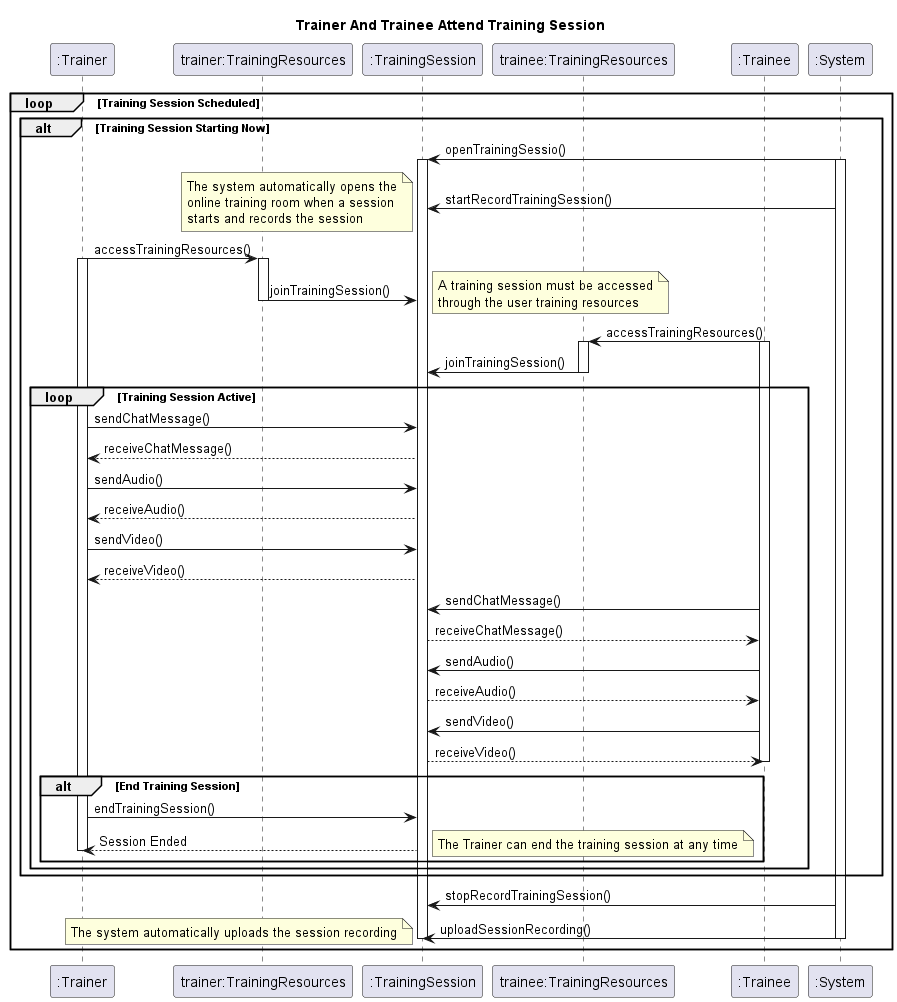 Trainer And Trainee Attend Training Session
:Trainer
trainer:TrainingResources
:TrainingSession
trainee:TrainingResources
:Trainee
:System
loop
[Training Session Scheduled]
alt
[Training Session Starting Now]
openTrainingSessio()
The system automatically opens the
online training room when a session
starts and records the session
startRecordTrainingSession()
accessTrainingResources()
joinTrainingSession()
A training session must be accessed
through the user training resources
accessTrainingResources()
joinTrainingSession()
loop
[Training Session Active]
sendChatMessage()
receiveChatMessage()
sendAudio()
receiveAudio()
sendVideo()
receiveVideo()
sendChatMessage()
receiveChatMessage()
sendAudio()
receiveAudio()
sendVideo()
receiveVideo()
alt
[End Training Session]
endTrainingSession()
Session Ended
The Trainer can end the training session at any time
stopRecordTrainingSession()
The system automatically uploads the session recording
uploadSessionRecording()
:Trainer
trainer:TrainingResources
:TrainingSession
trainee:TrainingResources
:Trainee
:System